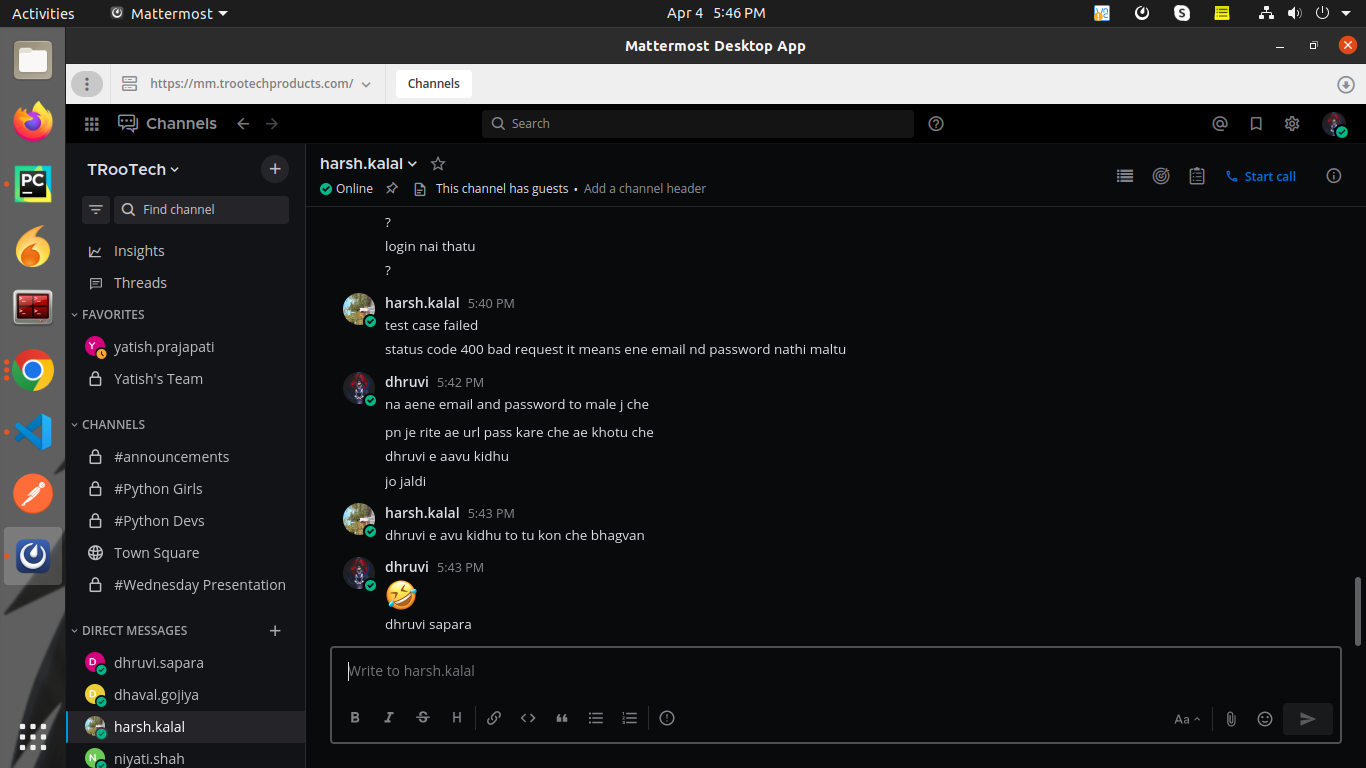 Activities
Mattermost
Apr 4 5:46 PM
Mattermost Desktop App
https://mm.trootechproducts.com/
Channels
Channels
Search
TRooTech
Find channel
Insights
Threads
FAVORITES
Y
yatish.prajapati
Yatish's Team
CHANNELS
#announcements
#Python Girls
#Python Devs
Town Square
#Wednesday Presentation
DIRECT MESSAGES
D
dhruvi.sapara
D
dhaval.gojiya
harsh.kalal
N
niyati.shah
PC
harsh.kalal
Online
This channel has guests • Add a channel header
Start call
?
login nai thatu
?
harsh.kalal 5:40 PM
test case failed
status code 400 bad request it means ene email nd password nathi maltu
dhruvi 5:42 PM
na aene email and password to male j che
pn je rite ae url pass kare che ae khotu che
dhruvi e aavu kidhu
jo jaldi
harsh.kalal 5:43 PM
dhruvi e avu kidhu to tu kon che bhagvan
dhruvi 5:43 PM
🤣
dhruvi sapara
Write to harsh.kalal
B I S H
Aa